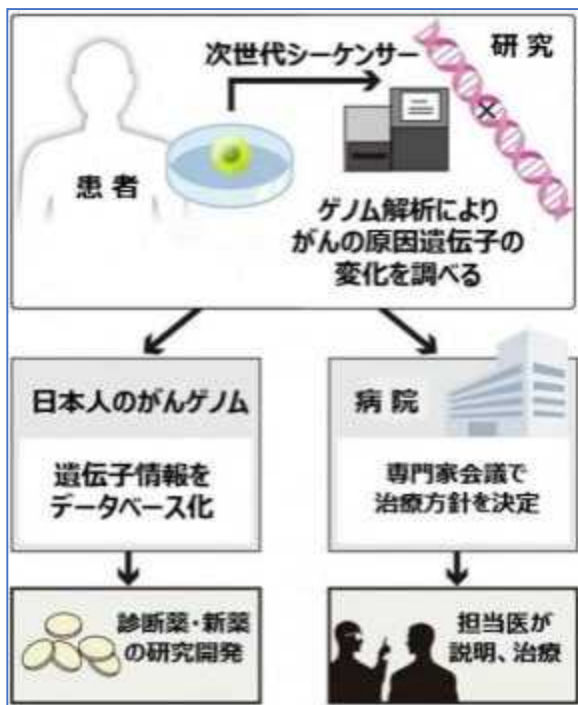 次世代シーケンサー
研究
患者
ゲノム解析により
がんの原因遺伝子の
変化を調べる
日本人のがんゲノム
遺伝子情報を
データベース化
病院
専門家会議で
治療方針を決定
診断薬・新薬
の研究開発
担当医が
説明、治療